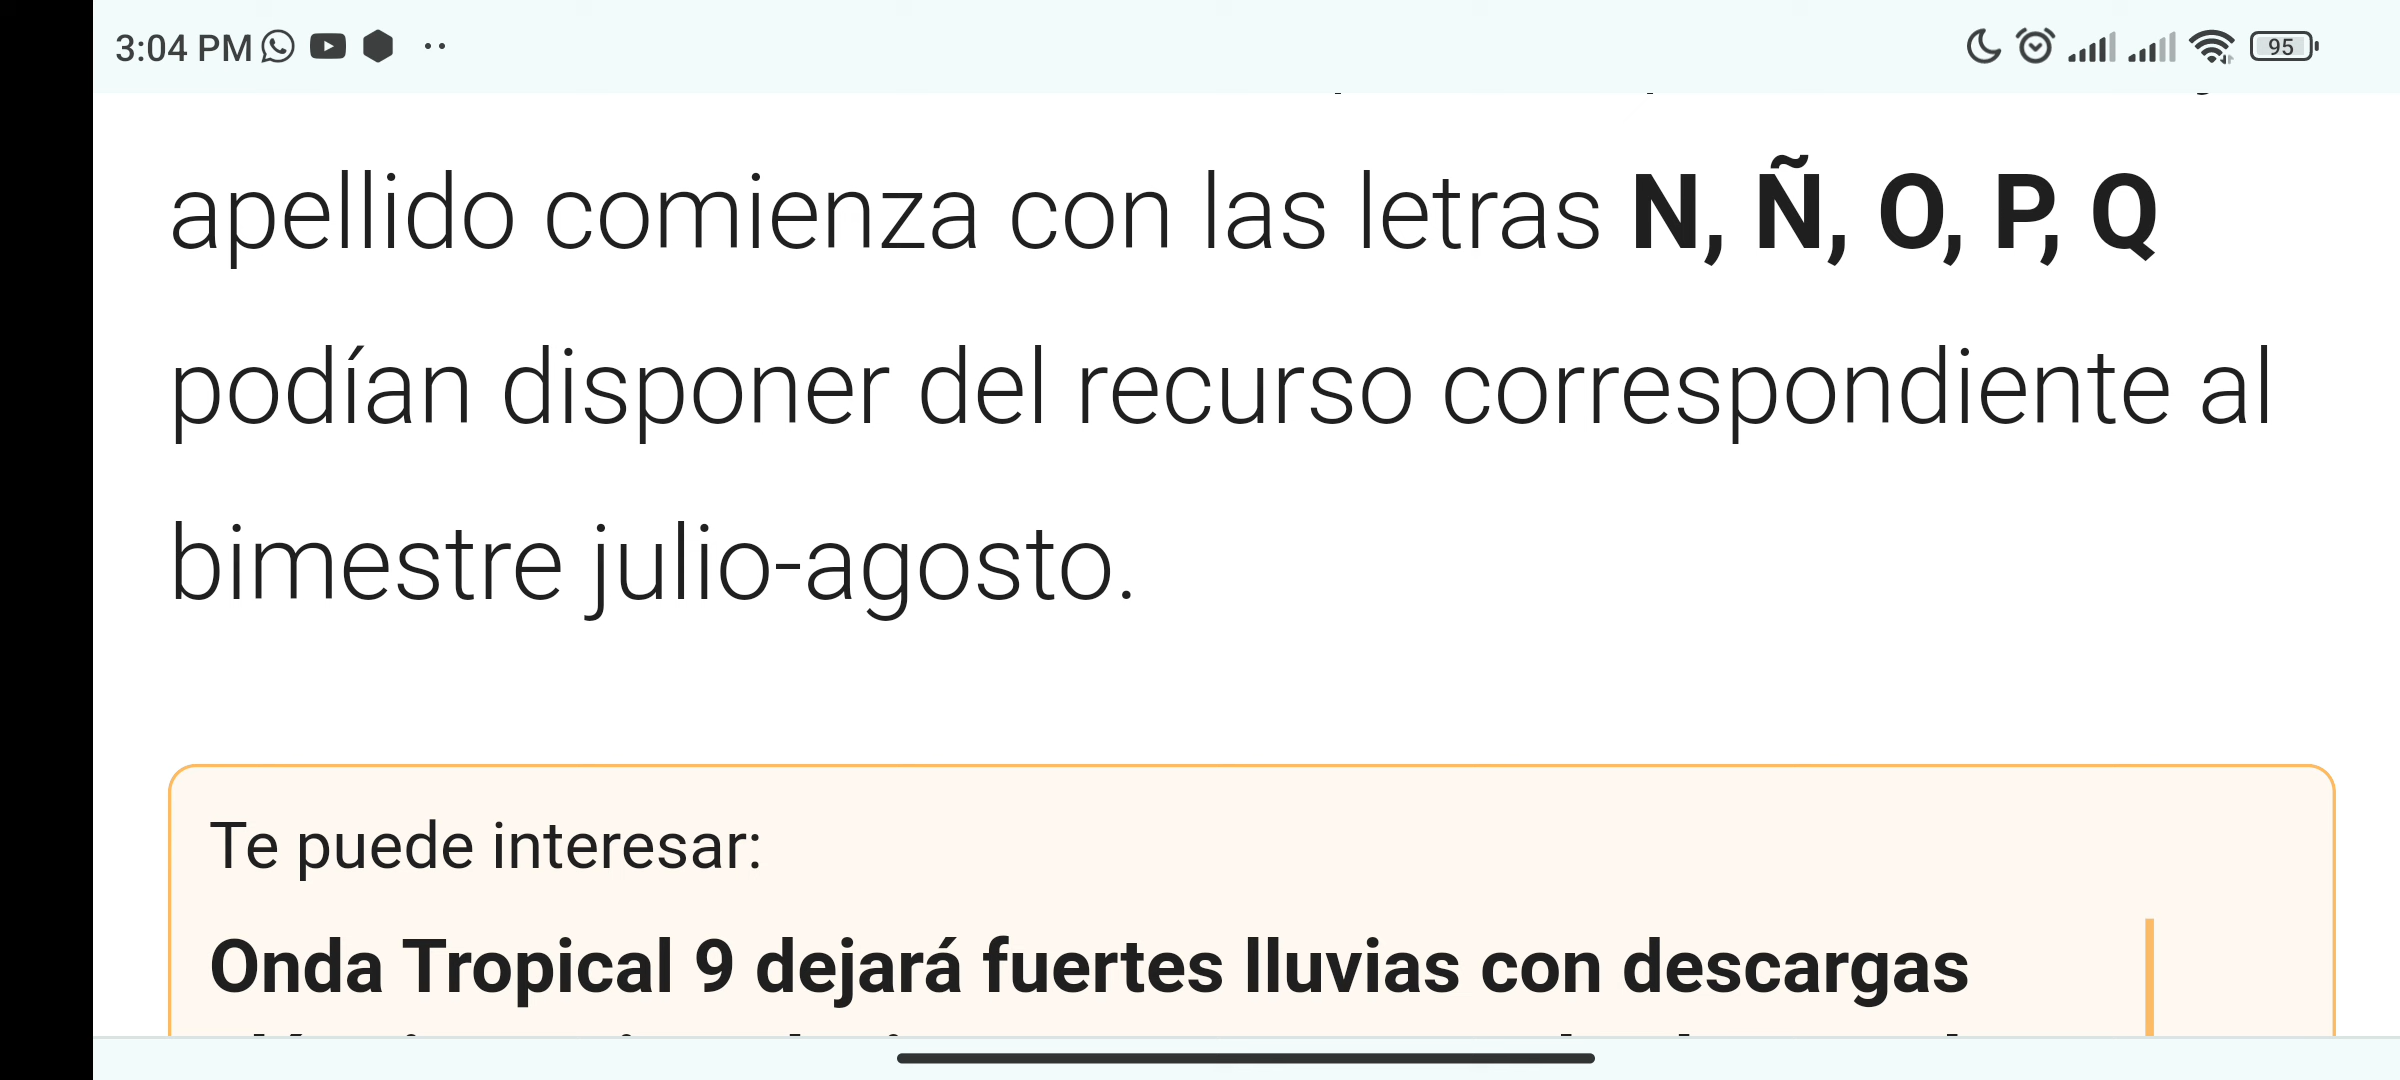 3:04 PM
95
apellido comienza con las letras N, Ñ, O, P, Q
podían disponer del recurso correspondiente al
bimestre julio-agosto.
Te puede interesar:
Onda Tropical 9 dejará fuertes lluvias con descargas